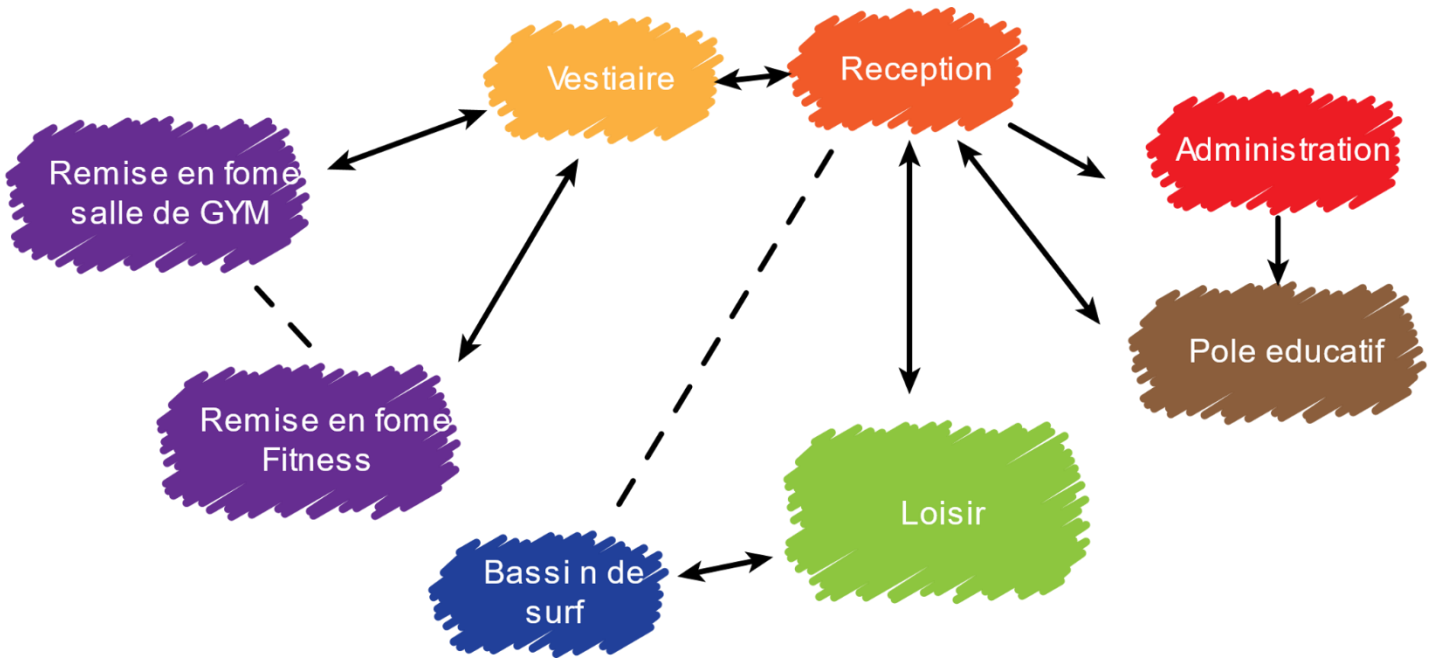 Vestiaire
Reception
Administration
Remise en fome
salle de GYM
Pole educatif
Remise en fome
Fitness
Loisir
Bassi n de
surf